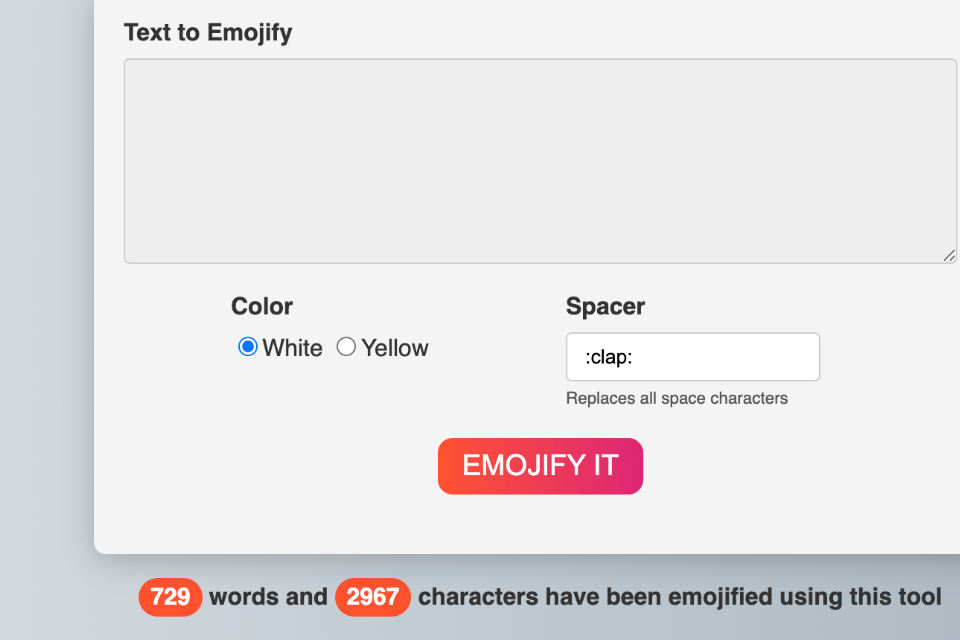 Text to Emojify
Color
White Yellow
Spacer
:clap:
Replaces all space characters
EMOJIFY IT
729 words and 2967 characters have been emojified using this tool